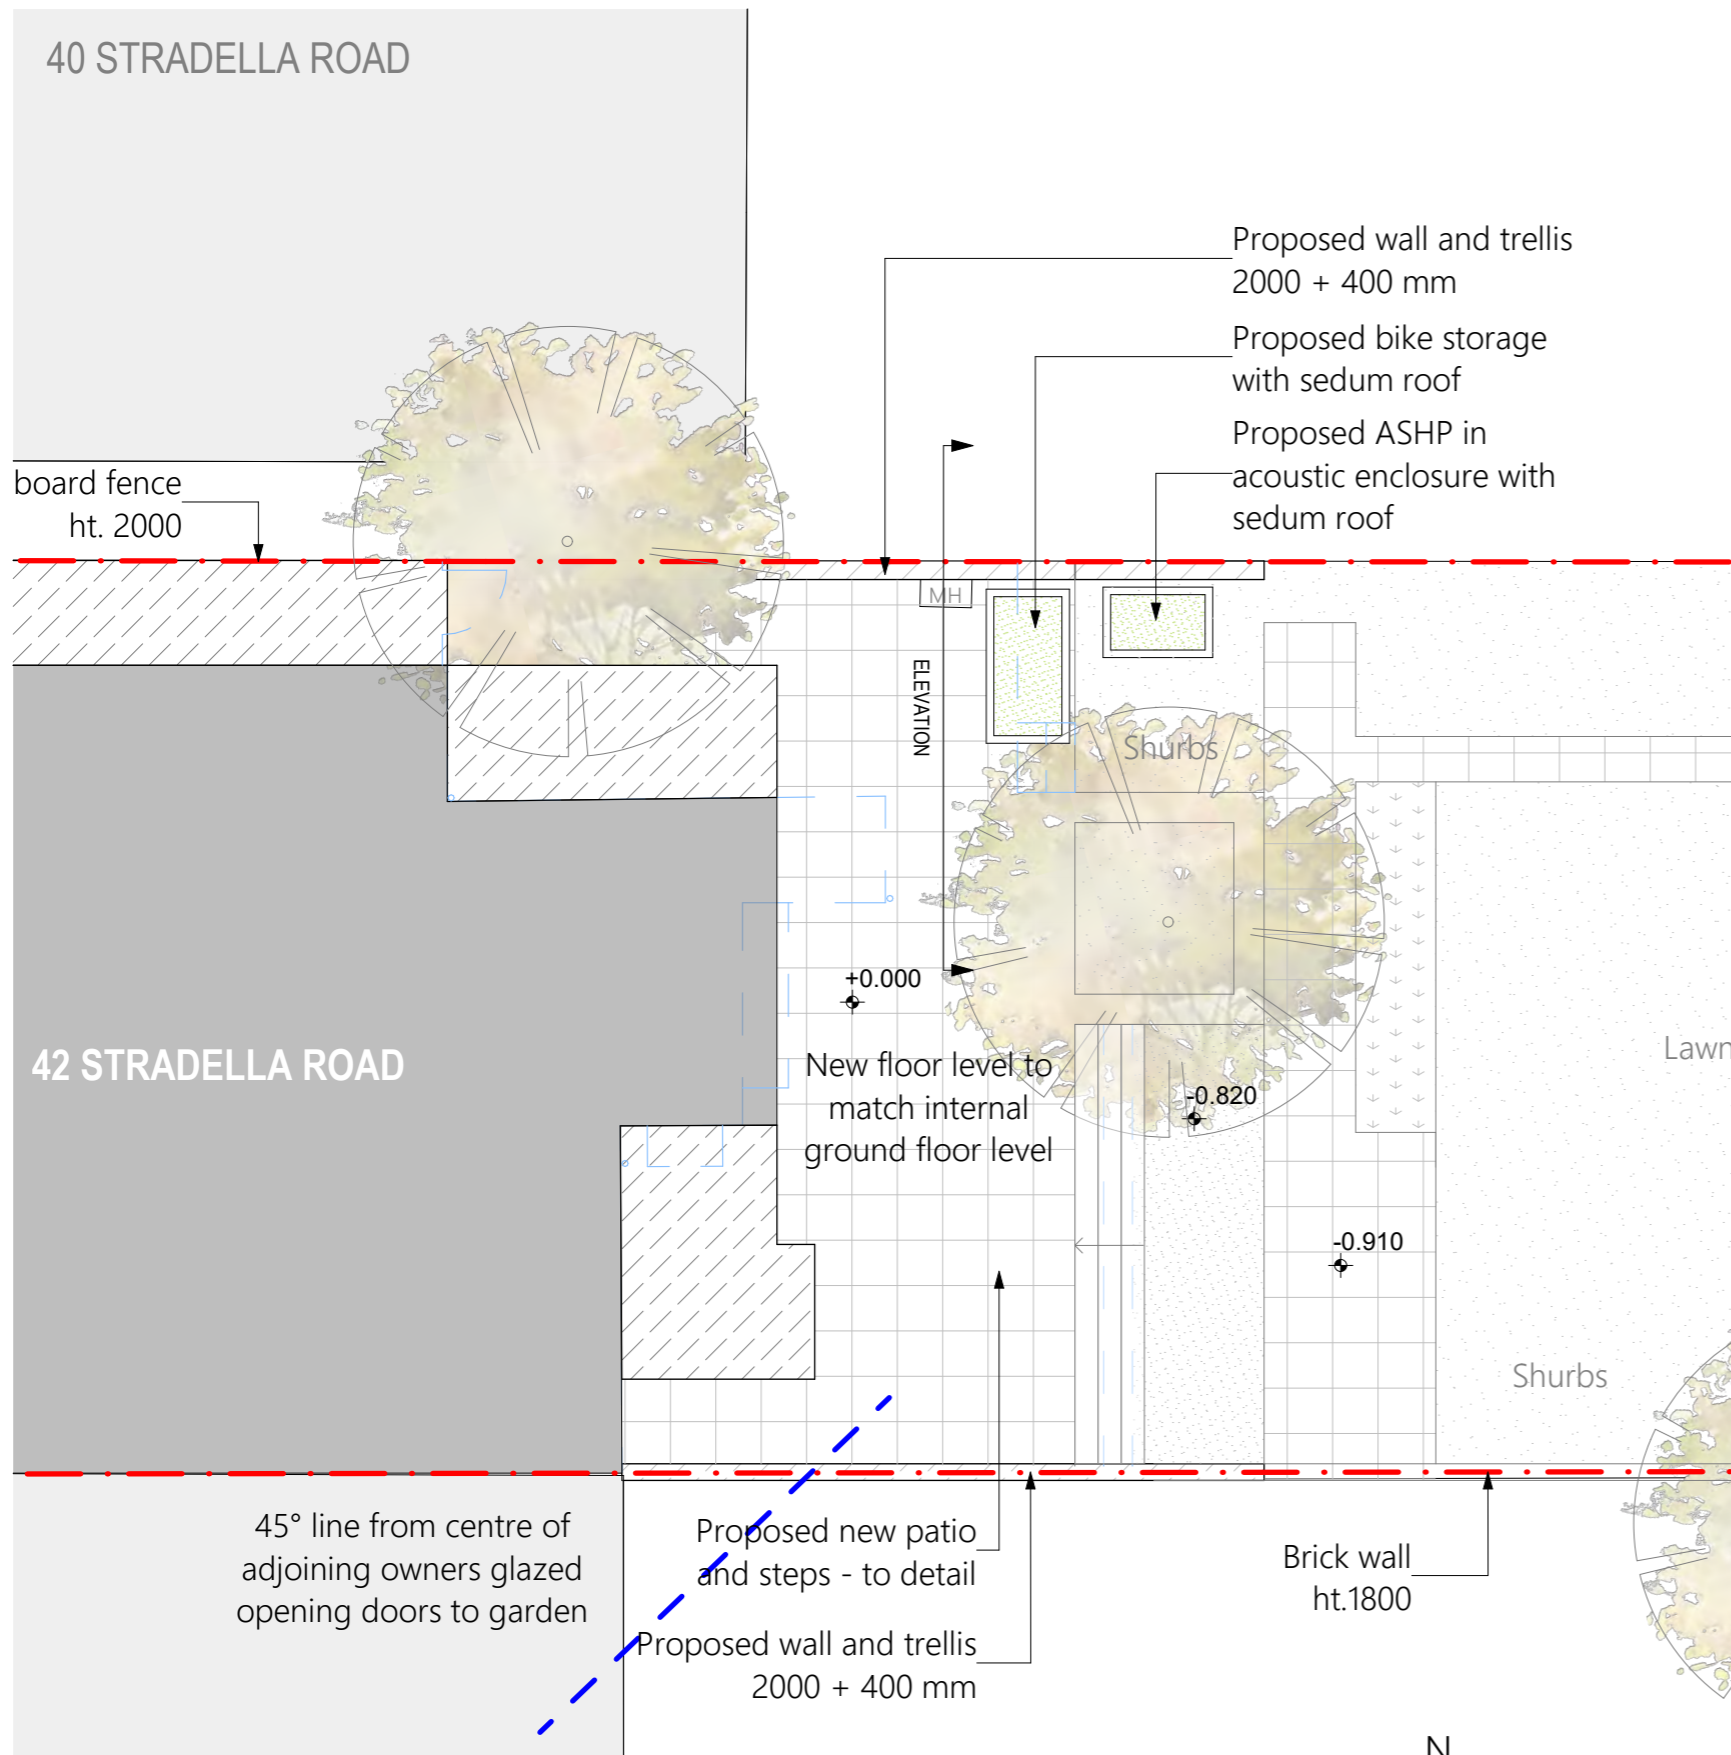 40 STRADELLA ROAD
Proposed wall and trellis
2000 + 400 mm
Proposed bike storage
with sedum roof
Proposed ASHP in
acoustic enclosure with
sedum roof
board fence
ht. 2000
MH
ELEVATION
Shurbs
+0.000
42 STRADELLA ROAD
New floor level to
match internal
ground floor level
Lawn
-0.820
-0.910
Shurbs
45° line from centre of
adjoining owners glazed
opening doors to garden
Proposed new patio
and steps - to detail
Brick wall
ht.1800
Proposed wall and trellis
2000 + 400 mm
N